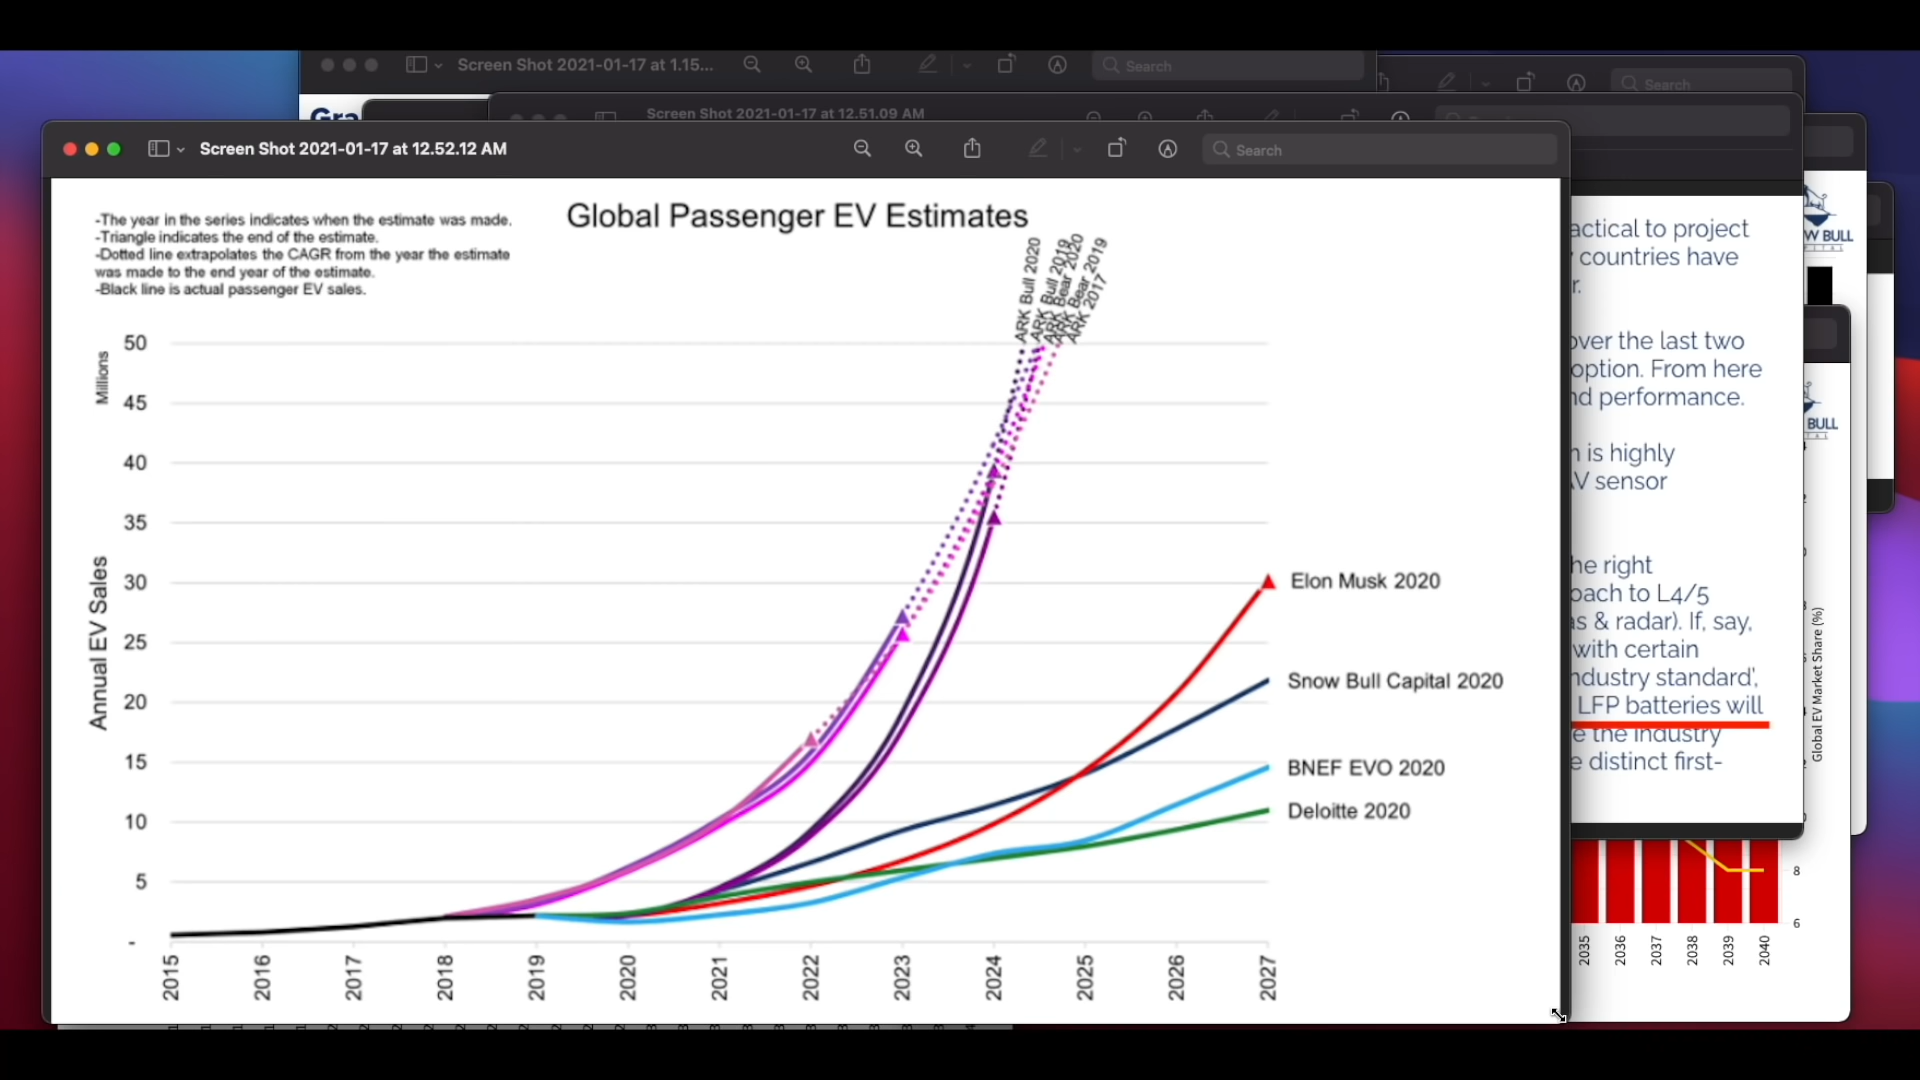 Screen Shot 2021-01-17 at 1.15...
Search
Search
Gra
Screen Shot 2021-01-17 at 12.51.09 AM
Screen Shot 2021-01-17 at 12.52.12 AM
Search
Global Passenger EV Estimates
-The year in the series indicates when the estimate was made.
-Triangle indicates the end of the estimate.
-Dotted line extrapolates the CAGR from the year the estimate
was made to the end year of the estimate.
-Black line is actual passenger EV sales.
ARK Bull 2020
ARK Bull 2019
ARK Bear 2020
ARK Bear 2019
ARK 2017
Millions
Annual EV Sales
50
45
40
35
30
25
20
15
10
5
-
Elon Musk 2020
Snow Bull Capital 2020
BNEF EVO 2020
Deloitte 2020
2015
2016
2017
2018
2019
2020
2021
2022
2023
2024
2025
2026
2027
actical to project
countries have
r.
over the last two
option. From here
nd performance.
n is highly
AV sensor
he right
oach to L4/5
as & radar). If, say,
with certain
ndustry standard',
LFP batteries will
e the industry
e distinct first-
W BULL
BULL
Global EV Market Share (%)
8
6
2035
2036
2037
2038
2039
2040